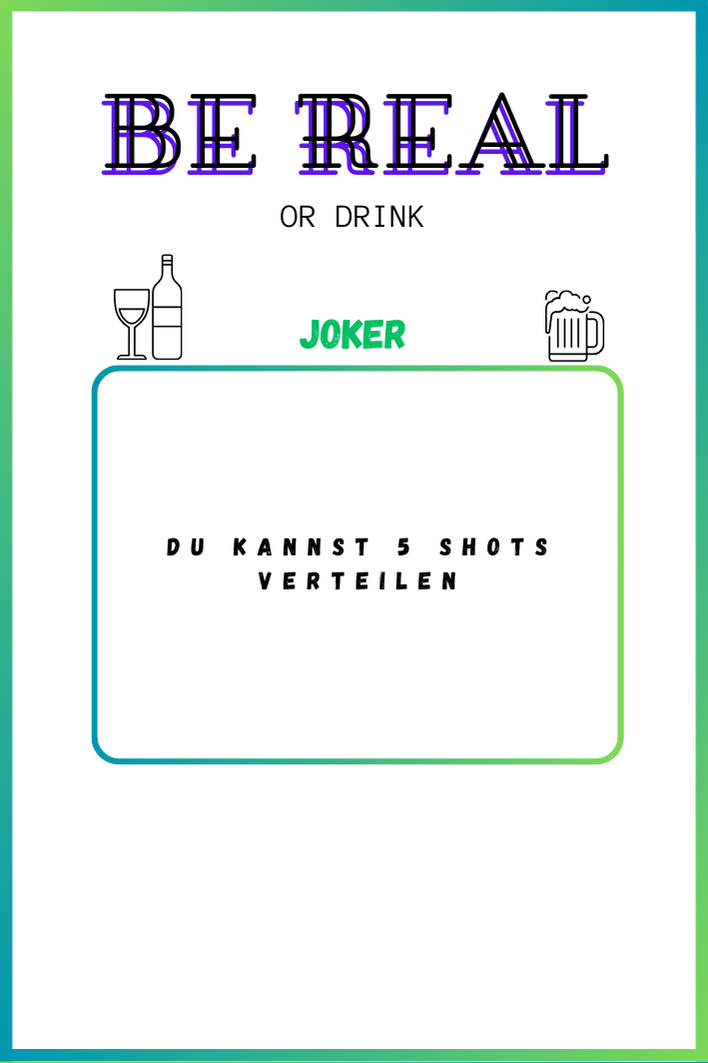 BE REAL
OR DRINK
JOKER
DU KANNST 5 SHOTS
VERTEILEN